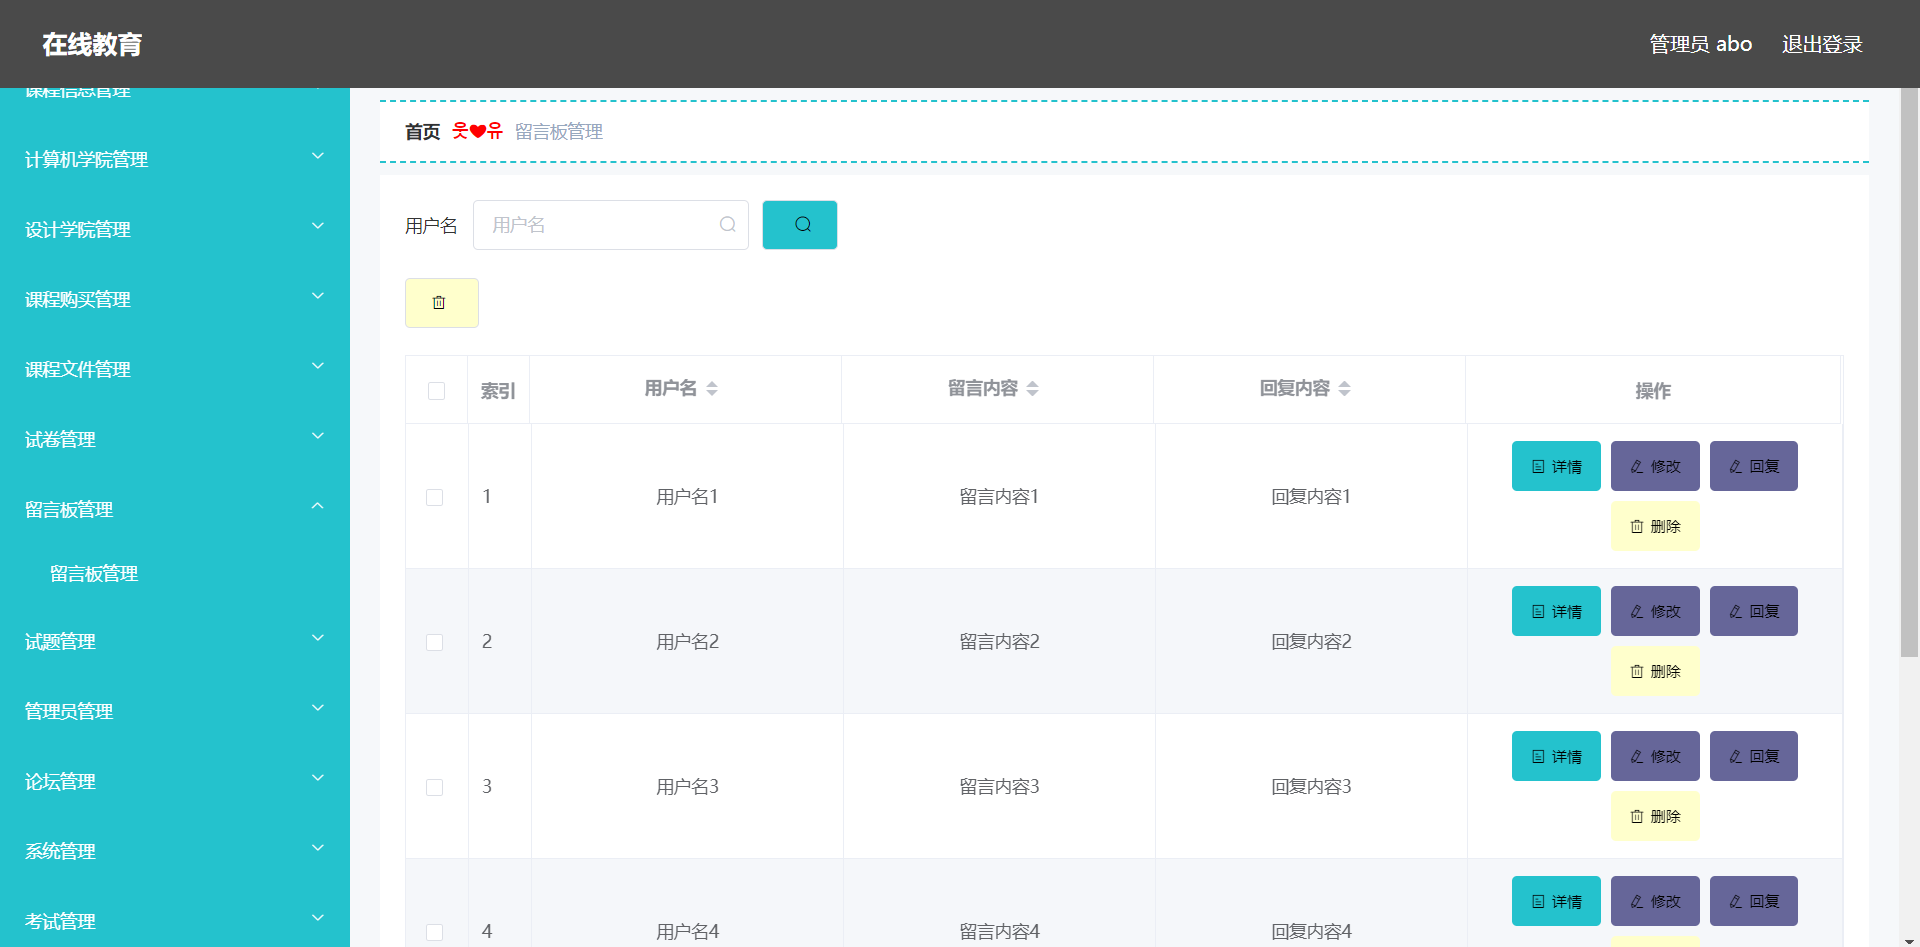 在线教育
管理员 abo 退出登录
课程信息管理
计算机学院管理
设计学院管理
课程购买管理
课程文件管理
试卷管理
留言板管理
留言板管理
试题管理
管理员管理
论坛管理
系统管理
考试管理
首页 웃❤유 留言板管理
用户名 用户名
索引 用户名 留言内容 回复内容 操作
1 用户名1 留言内容1 回复内容1 详情 修改 回复
删除
2 用户名2 留言内容2 回复内容2 详情 修改 回复
删除
3 用户名3 留言内容3 回复内容3 详情 修改 回复
删除
4 用户名4 留言内容4 回复内容4 详情 修改 回复